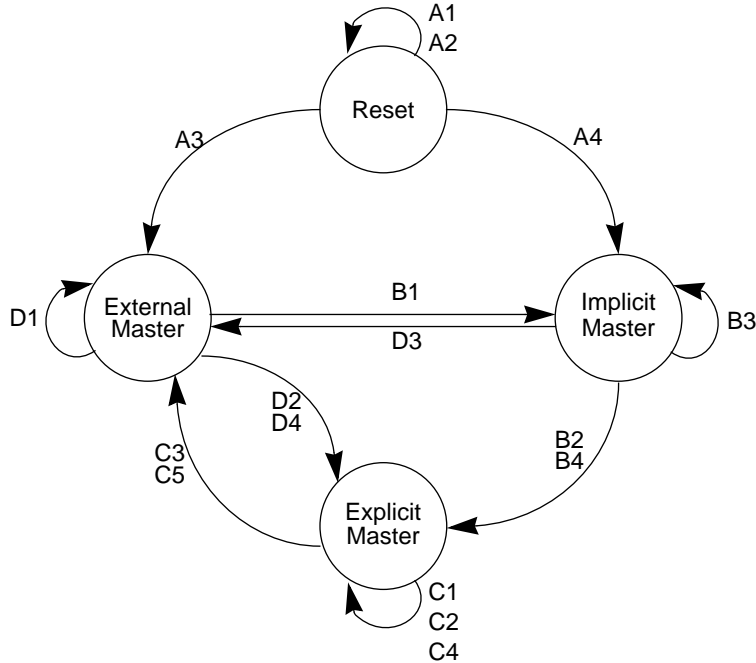 A1
A2
Reset
A3
A4
External
Master
Implicit
Master
D1
B1
D3
B3
D2
D4
B2
B4
C3
C5
Explicit
Master
C1
C2
C4